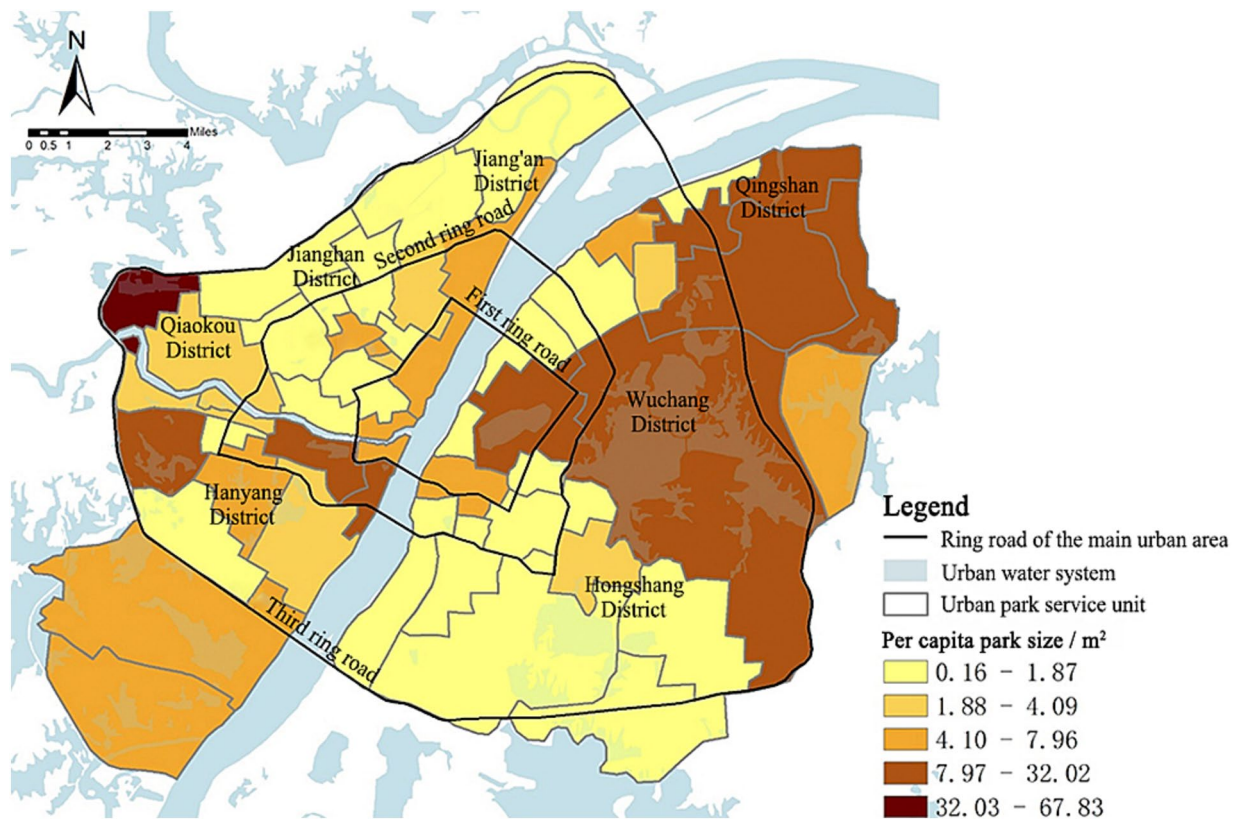 N
0 0.5 1 2 3 4 Miles
Jiang'an
District
Qingshan
District
Second ring road
Jianghan
District
First ring road
Qiaokou
District
Wuchang
District
Hanyang
District
Hongshang
District
Third ring road
Legend
Ring road of the main urban area
Urban water system
Urban park service unit
Per capita park size / m²
0.16 - 1.87
1.88 - 4.09
4.10 - 7.96
7.97 - 32.02
32.03 - 67.83